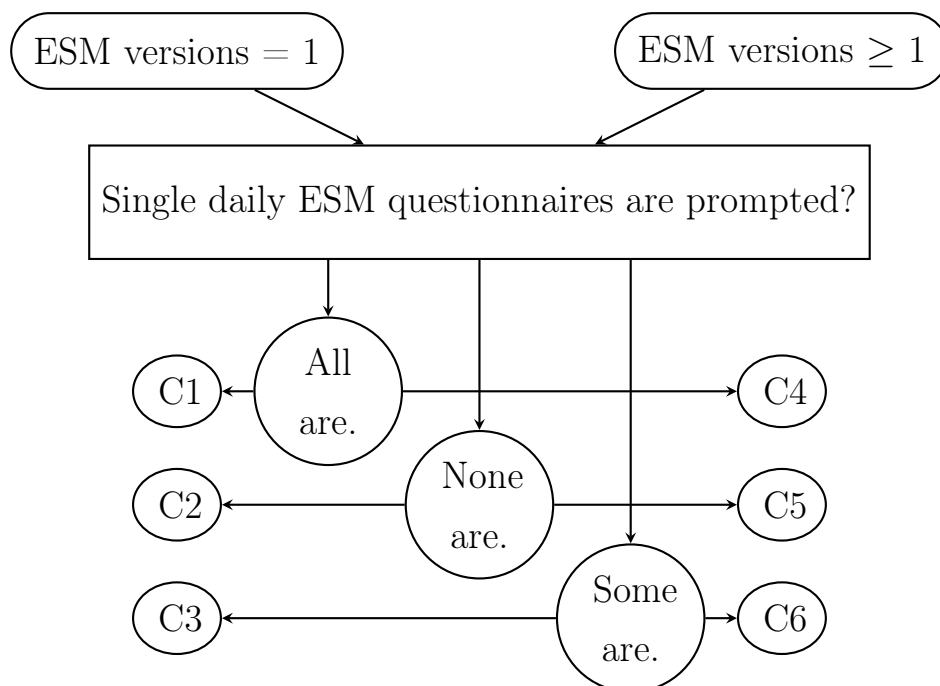 ESM versions = 1
ESM versions ≥ 1
Single daily ESM questionnaires are prompted?
All
are.
C1
C4
None
are.
C2
C5
Some
are.
C3
C6